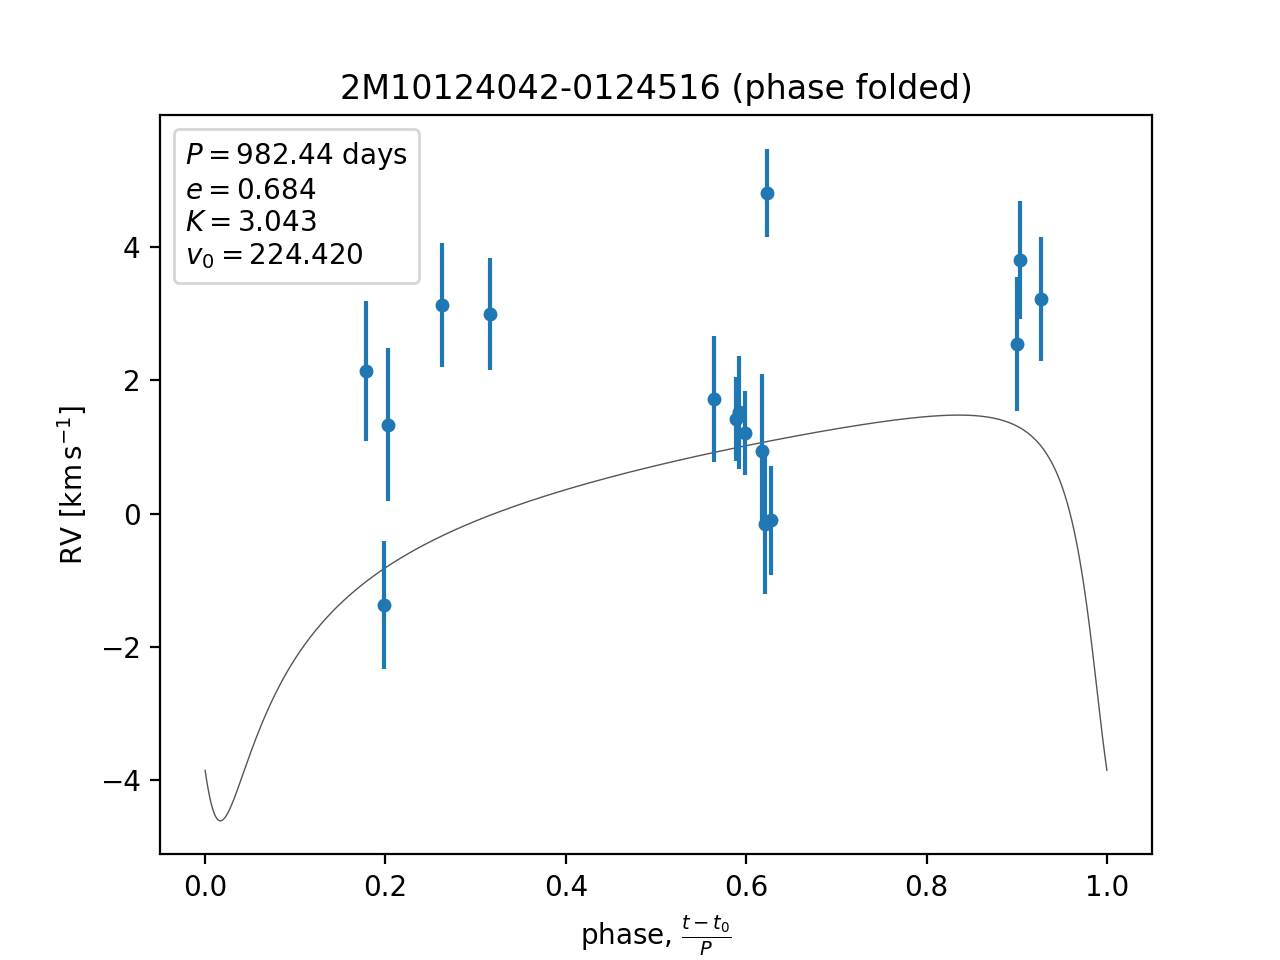 2M10124042-0124516 (phase folded)
P = 982.44 days
e = 0.684
K = 3.043
v₀ = 224.420
RV [km s⁻¹]
4
2
0
−2
−4
0.0 0.2 0.4 0.6 0.8 1.0
phase, (t − t₀)/P